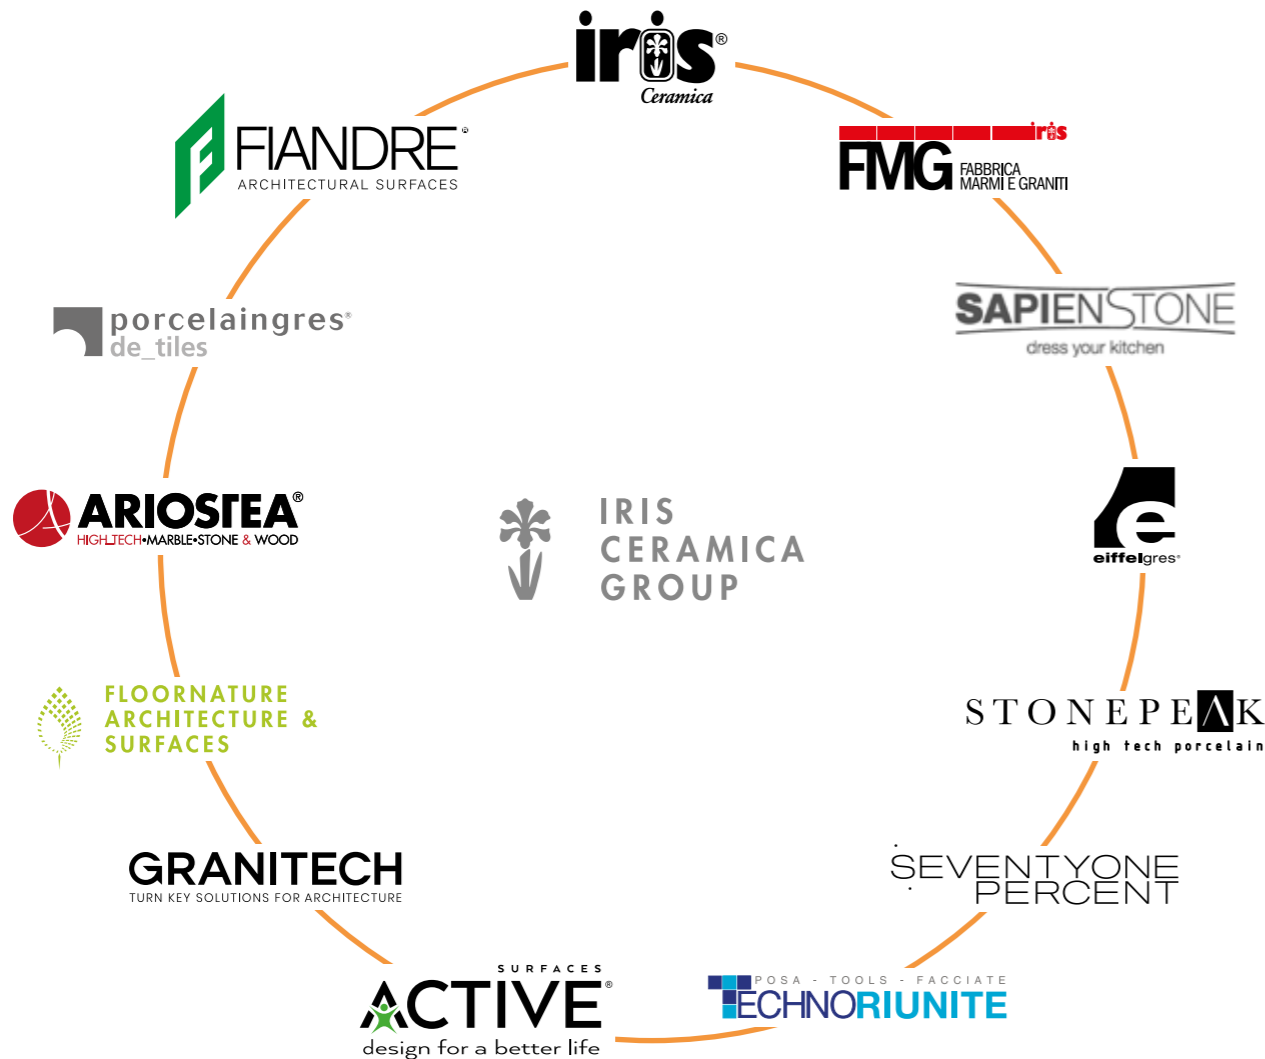 iris®
Ceramica
FIANDRE®
ARCHITECTURAL SURFACES
iris
FMG FABBRICA
MARMI E GRANITI
SAPIENSTONE
dress your kitchen
porcelaingres®
de_tiles
ARIOSTEA®
HIGH_TECH•MARBLE•STONE & WOOD
IRIS
CERAMICA
GROUP
e
eiffelgres®
FLOORNATURE
ARCHITECTURE &
SURFACES
STONEPEAK
high tech porcelain
GRANITECH
TURN KEY SOLUTIONS FOR ARCHITECTURE
SEVENTYONE
PERCENT
SURFACES
ACTIVE®
design for a better life
POSA - TOOLS - FACCIATE
TECHNORIUNITE